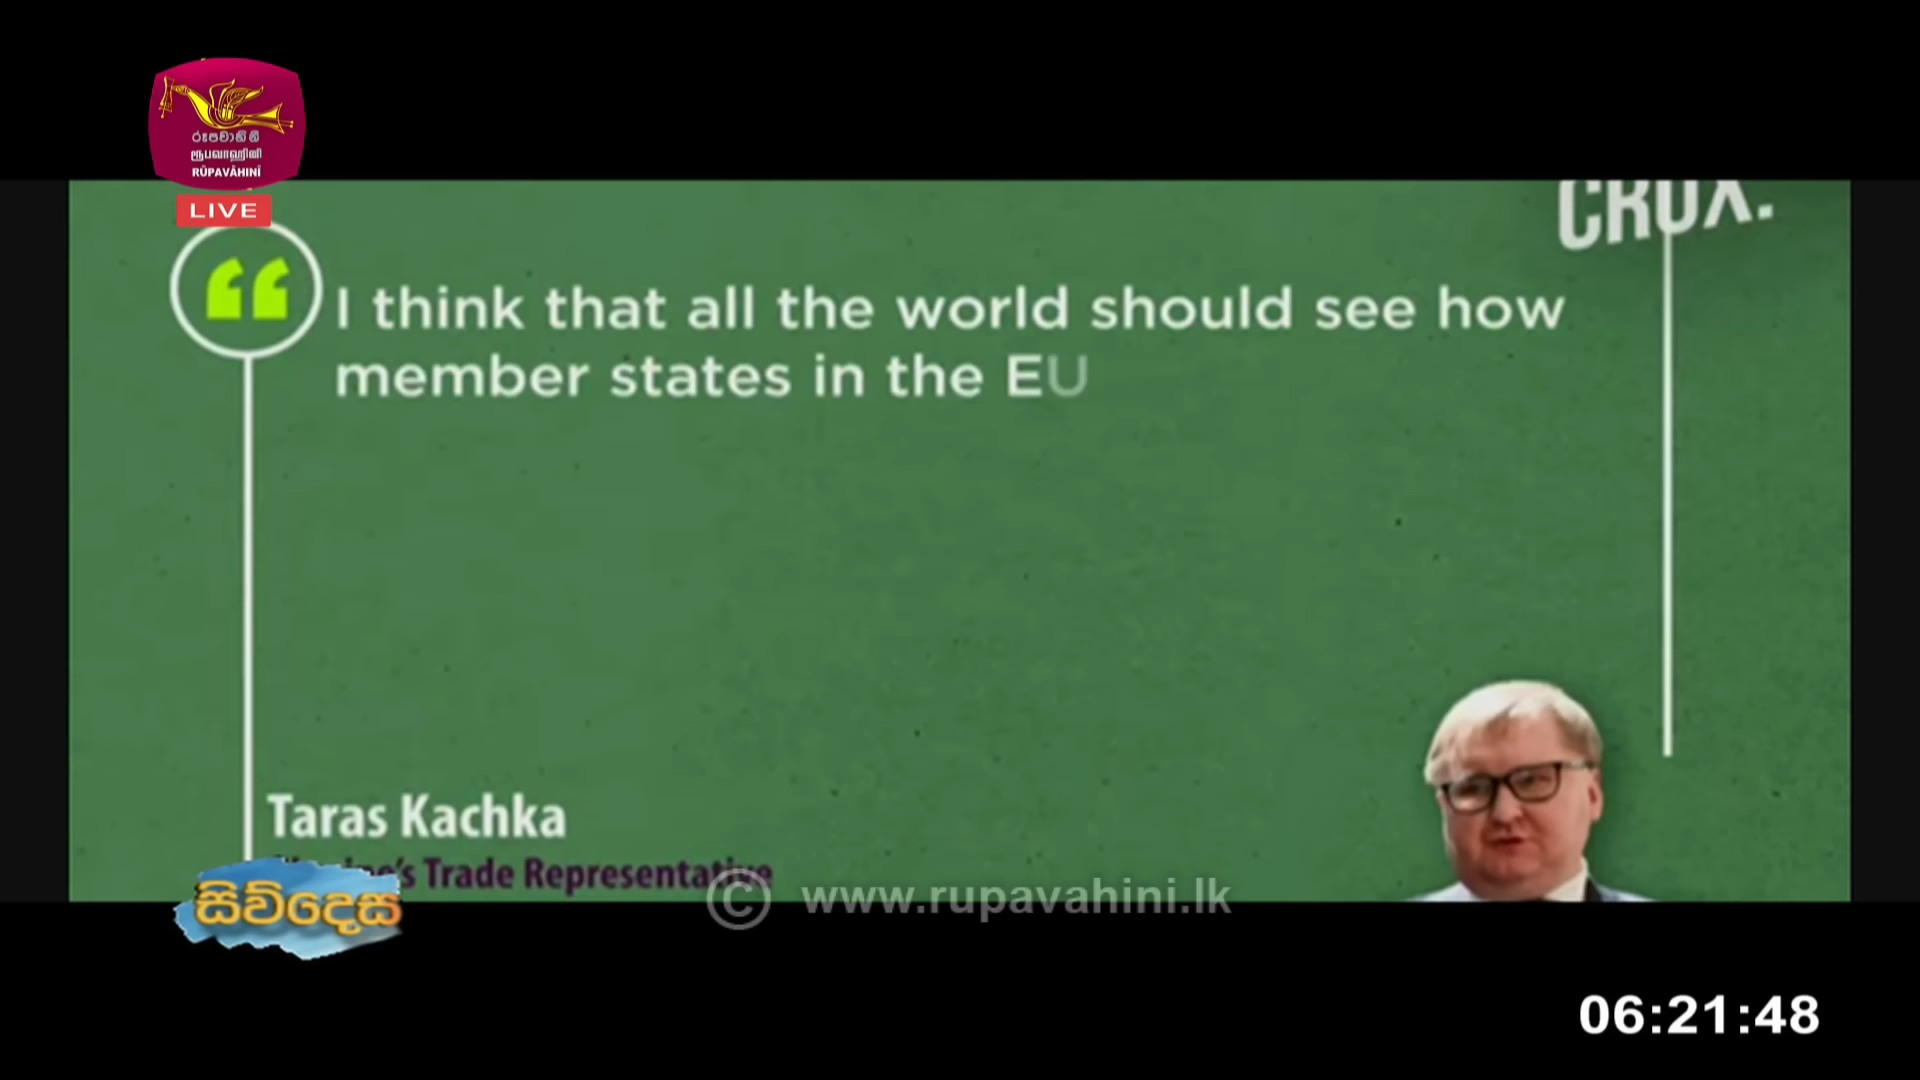 රූපවාහිනී
ரூபவாஹினி
RŪPAVĀHINĪ
LIVE
CRUX.
“
I think that all the world should see how
member states in the EU
Taras Kachka
Trade Representative
සිව්දෙස
© www.rupavahini.lk
06:21:48